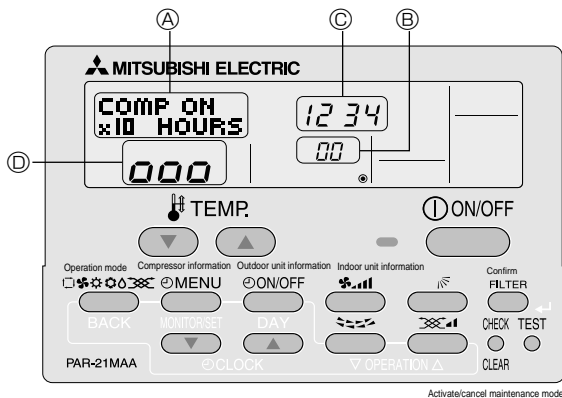 Ⓐ Ⓒ Ⓑ
MITSUBISHI ELECTRIC
COMP ON
x10 HOURS
12 34
00
Ⓓ
000
TEMP. ON/OFF
Operation mode Compressor information Outdoor unit information Indoor unit information Confirm
MENU ON/OFF FILTER
BACK MONITOR/SET DAY CHECK TEST
PAR-21MAA CLOCK ▽ OPERATION △ CLEAR
Activate/cancel maintenance mode